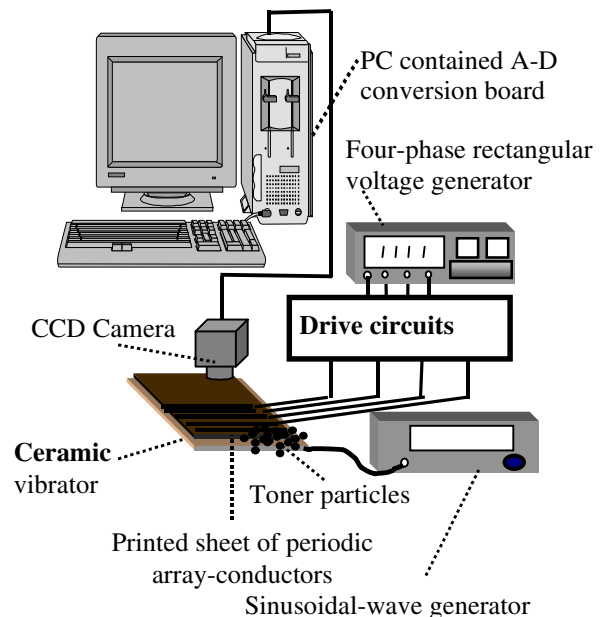 PC contained A-D
conversion board
Four-phase rectangular
voltage generator
Drive circuits
CCD Camera
Ceramic
vibrator
Toner particles
Printed sheet of periodic
array-conductors
Sinusoidal-wave generator